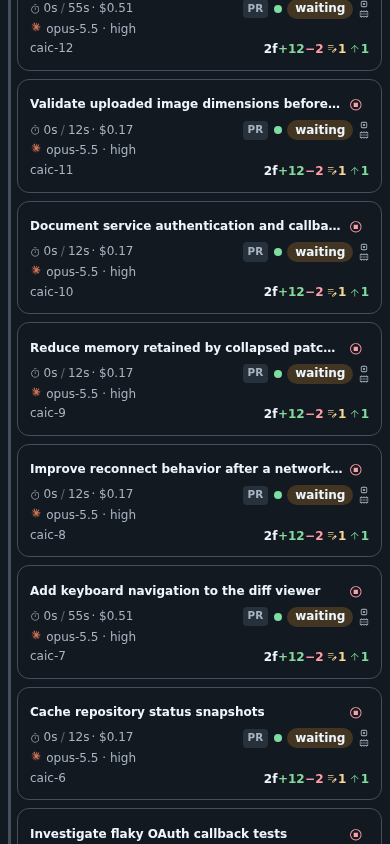 0s / 55s · $0.51 PR waiting
opus-5.5 · high
caic-12 2f+12−2 1 ↑1
Validate uploaded image dimensions before…
0s / 12s · $0.17 PR waiting
opus-5.5 · high
caic-11 2f+12−2 1 ↑1
Document service authentication and callba…
0s / 12s · $0.17 PR waiting
opus-5.5 · high
caic-10 2f+12−2 1 ↑1
Reduce memory retained by collapsed patc…
0s / 12s · $0.17 PR waiting
opus-5.5 · high
caic-9 2f+12−2 1 ↑1
Improve reconnect behavior after a network…
0s / 12s · $0.17 PR waiting
opus-5.5 · high
caic-8 2f+12−2 1 ↑1
Add keyboard navigation to the diff viewer
0s / 55s · $0.51 PR waiting
opus-5.5 · high
caic-7 2f+12−2 1 ↑1
Cache repository status snapshots
0s / 12s · $0.17 PR waiting
opus-5.5 · high
caic-6 2f+12−2 1 ↑1
Investigate flaky OAuth callback tests